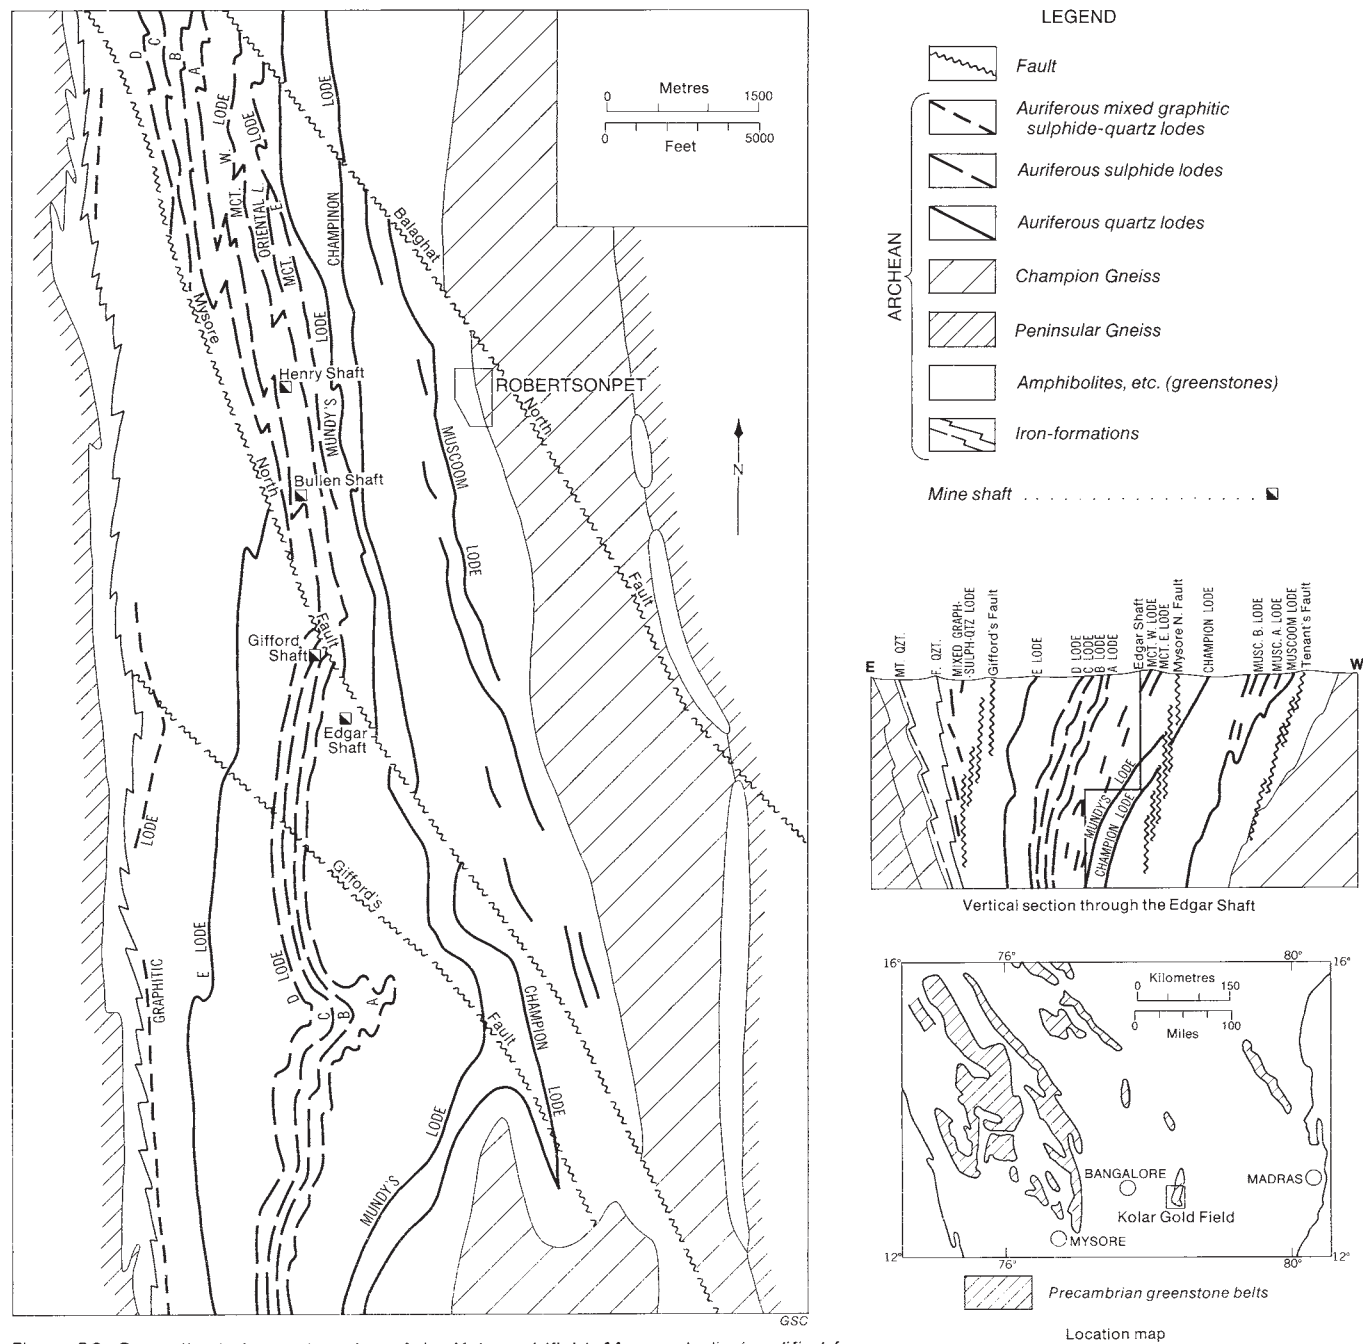 D
C
B
A
LODE
W.
MCT.
LODE
ORIENTAL L.
E
MCT.
LODE
MUNDY'S
LODE
CHAMPINON
Balaghat
North
Fault
Metres
0 1500
0 5000
Feet
Mysore
North
Fault
Henry Shaft
Bullen Shaft
ROBERTSONPET
MUSCOOM
LODE
N
Gifford
Shaft
Edgar
Shaft
LODE
GRAPHITIC
E LODE
D LODE
C
B
A
Gifford's
Fault
CHAMPION
LODE
MUNDY'S
LODE
GSC
LEGEND
Fault
ARCHEAN
Auriferous mixed graphitic
sulphide-quartz lodes
Auriferous sulphide lodes
Auriferous quartz lodes
Champion Gneiss
Peninsular Gneiss
Amphibolites, etc. (greenstones)
Iron-formations
Mine shaft . . . . . . . . . . . . . . . . . . .
E
W
MT. QZT.
F. QZT.
MIXED GRAPH-
SULPH-QTZ LODE
Gifford's Fault
E LODE
D LODE
C LODE
B LODE
A LODE
Edgar Shaft
MCT. W. LODE
MCT. E. LODE
Mysore N. Fault
CHAMPION LODE
MUSC. B. LODE
MUSC. A. LODE
MUSCOOM LODE
Tenant's Fault
MUNDY'S LODE
CHAMPION LODE
Vertical section through the Edgar Shaft
16° 76° 80° 16°
Kilometres
0 150
0 100
Miles
BANGALORE
MADRAS
Kolar Gold Field
MYSORE
12° 76° 80° 12°
Precambrian greenstone belts
Location map